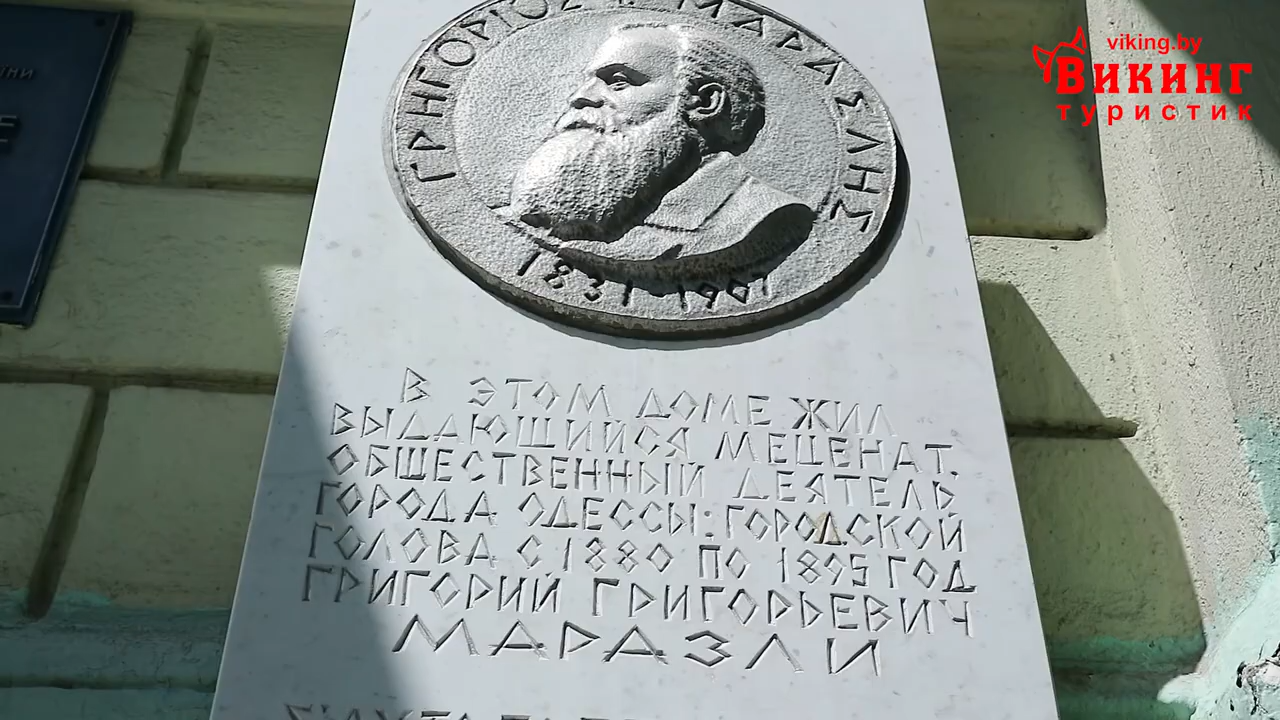 viking.by
Викинг
туристик
ΓΡΗΓΟΡΙΟΣ Γ. ΜΑΡΑΣΛΗΣ
1831-1907
В ЭТОМ ДОМЕ ЖИЛ
ВЫДАЮЩИЙСЯ МЕЦЕНАТ.
ОБЩЕСТВЕННЫЙ ДЕЯТЕЛЬ
ГОРОДА ОДЕССЫ: ГОРОДСКОЙ
ГОЛОВА С 1880 ПО 1895 ГОД
ГРИГОРИЙ ГРИГОРЬЕВИЧ
МАРАЗЛИ